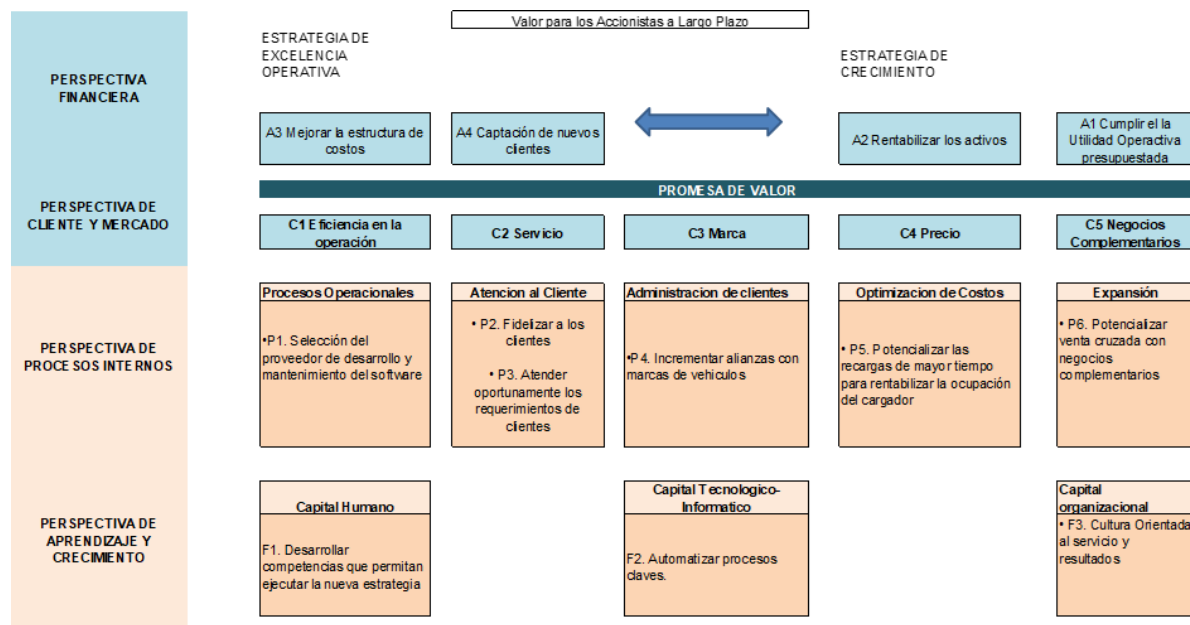 Valor para los Accionistas a Largo Plazo
ESTRATEGIA DE
EXCELENCIA
OPERATIVA
ESTRATEGIA DE
CRECIMIENTO
PERSPECTIVA
FINANCIERA
A3 Mejorar la estructura de
costos
A4 Captación de nuevos
clientes
A2 Rentabilizar los activos
A1 Cumplir el la
Utilidad Operactiva
presupuestada
PROMESA DE VALOR
PERSPECTIVA DE
CLIENTE Y MERCADO
C1 Eficiencia en la
operación
C2 Servicio
C3 Marca
C4 Precio
C5 Negocios
Complementarios
PERSPECTIVA DE
PROCESOS INTERNOS
Procesos Operacionales
•P1. Selección del
proveedor de desarrollo y
mantenimiento del software
Atencion al Cliente
• P2. Fidelizar a los
clientes
• P3. Atender
oportunamente los
requerimientos de
clientes
Administracion de clientes
•P4. Incrementar alianzas con
marcas de vehiculos
Optimizacion de Costos
• P5. Potencializar las
recargas de mayor tiempo
para rentabilizar la ocupación
del cargador
Expansión
• P6. Potencializar
venta cruzada con
negocios
complementarios
PERSPECTIVA DE
APRENDIZAJE Y
CRECIMIENTO
Capital Humano
F1. Desarrollar
competencias que permitan
ejecutar la nueva estrategia
Capital Tecnologico-
Informatico
F2. Automatizar procesos
claves.
Capital
organizacional
• F3. Cultura Orientada
al servicio y
resultados